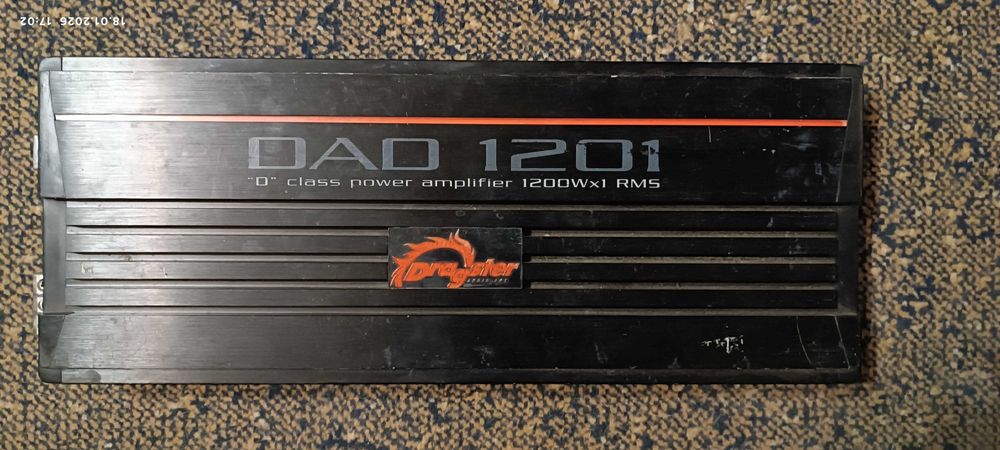 18.01.2026 17:02
DAD 1201
"D" class power amplifier 1200Wx1 RMS
Dragster